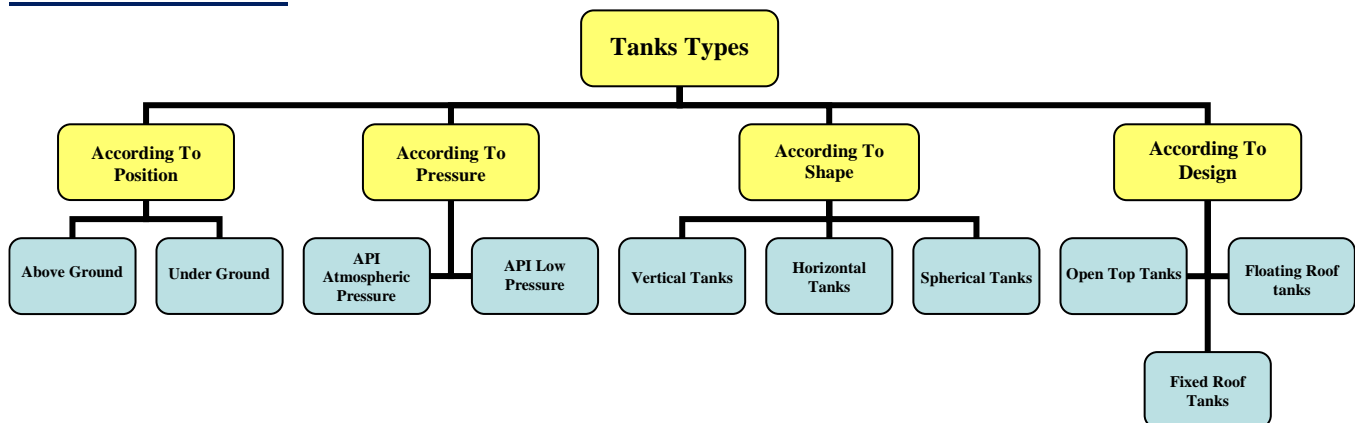 Tanks Types
According To
Position
According To
Pressure
According To
Shape
According To
Design
Above Ground
Under Ground
API
Atmospheric
Pressure
API Low
Pressure
Vertical Tanks
Horizontal
Tanks
Spherical Tanks
Open Top Tanks
Floating Roof
tanks
Fixed Roof
Tanks